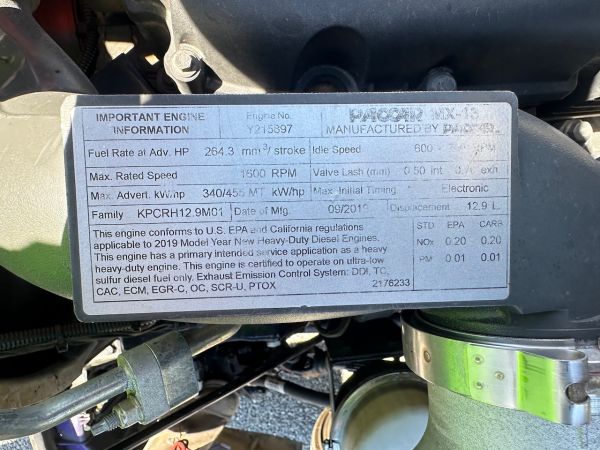 IMPORTANT ENGINE INFORMATION
Engine No. Y215897
PACCAR MX-13
MANUFACTURED BY PACCAR
Fuel Rate at Adv. HP 264.3 mm³/stroke Idle Speed 600 - RPM
Max. Rated Speed 1600 RPM Valve Lash (mm) 0.50 int. exh.
Max. Advert. kW/hp 340/455 MT kW/hp Max. Initial Timing Electronic
Family KPCRH12.9M01 Date of Mfg. 09/2019 Displacement 12.9 L
This engine conforms to U.S. EPA and California regulations
applicable to 2019 Model Year New Heavy-Duty Diesel Engines.
This engine has a primary intended service application as a heavy
heavy-duty engine. This engine is certified to operate on ultra-low
sulfur diesel fuel only. Exhaust Emission Control System: DDI, TC,
CAC, ECM, EGR-C, OC, SCR-U, PTOX 2176233
STD EPA CARB
NOx 0.20 0.20
PM 0.01 0.01